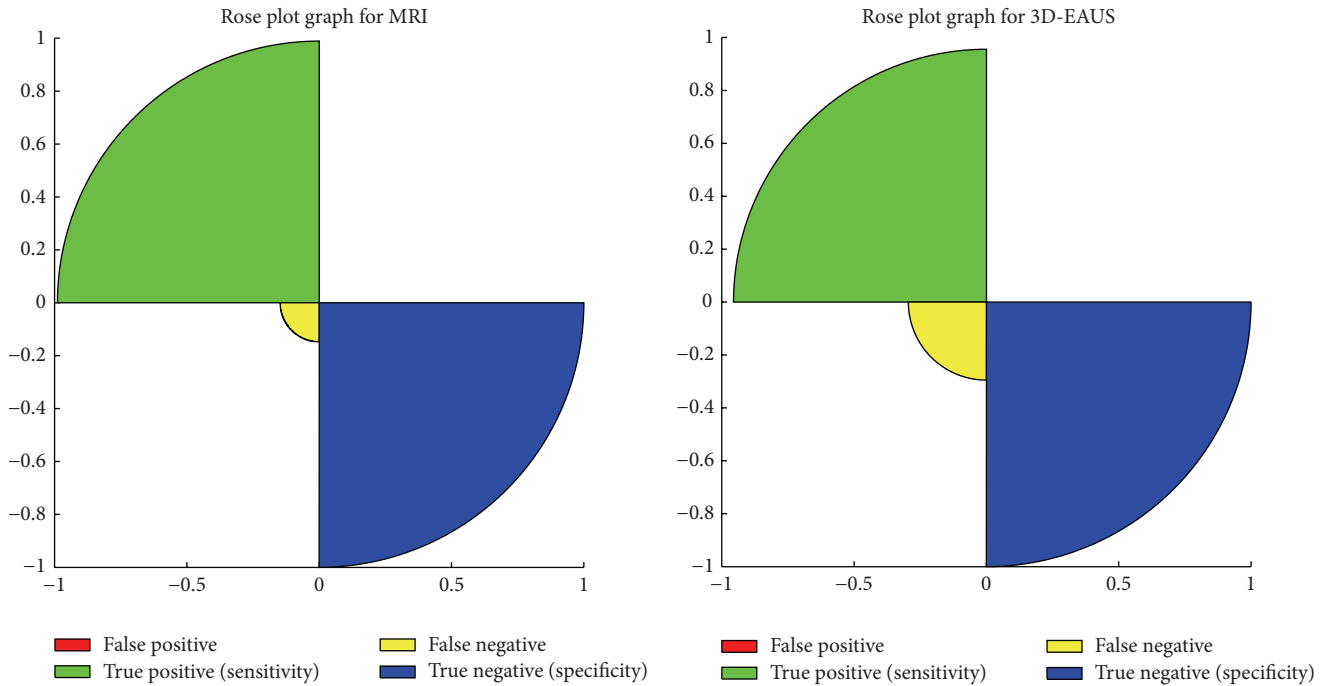 Rose plot graph for MRI
1
0.8
0.6
0.4
0.2
0
−0.2
−0.4
−0.6
−0.8
−1
−1 −0.5 0 0.5 1
False positive False negative
True positive (sensitivity) True negative (specificity)
Rose plot graph for 3D-EAUS
1
0.8
0.6
0.4
0.2
0
−0.2
−0.4
−0.6
−0.8
−1
−1 −0.5 0 0.5 1
False positive False negative
True positive (sensitivity) True negative (specificity)